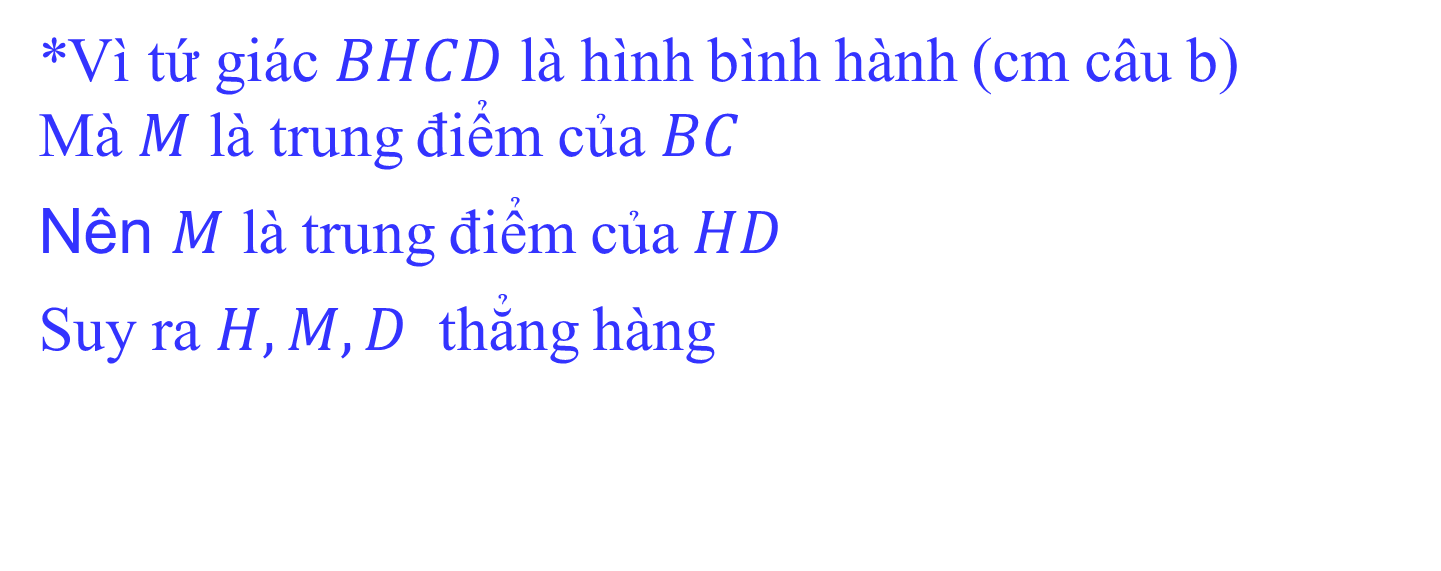 *Vì tứ giác BHCD là hình bình hành (cm câu b)
Mà M là trung điểm của BC
Nên M là trung điểm của HD
Suy ra H, M, D thẳng hàng